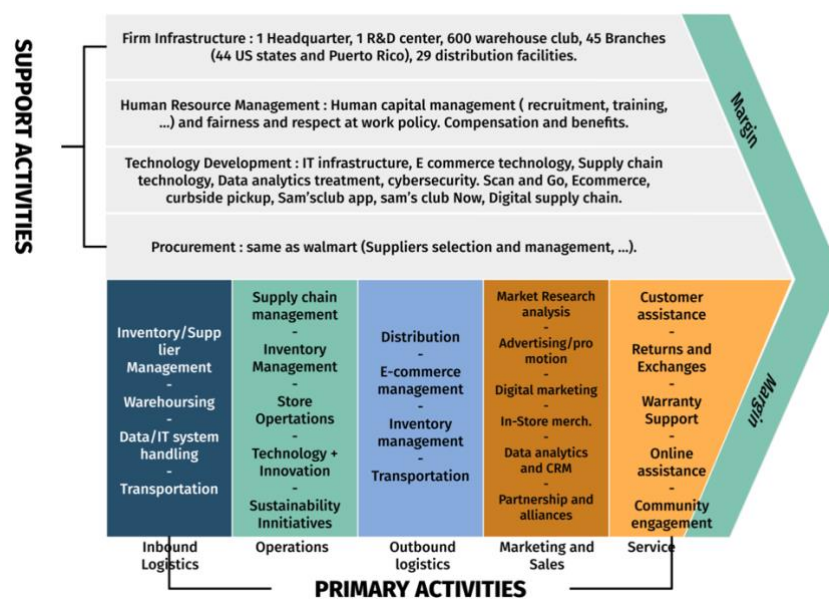 SUPPORT ACTIVITIES
Firm Infrastructure : 1 Headquarter, 1 R&D center, 600 warehouse club, 45 Branches
(44 US states and Puerto Rico), 29 distribution facilities.
Human Resource Management : Human capital management ( recruitment, training,
...) and fairness and respect at work policy. Compensation and benefits.
Technology Development : IT infrastructure, E commerce technology, Supply chain
technology, Data analytics treatment, cybersecurity. Scan and Go, Ecommerce,
curbside pickup, Sam'sclub app, sam's club Now, Digital supply chain.
Procurement : same as walmart (Suppliers selection and management, ...).
Margin
Inventory/Supp
lier
Management
-
Warehoursing
-
Data/IT system
handling
-
Transportation
Supply chain
management
-
Inventory
Management
-
Store
Opertations
-
Technology +
Innovation
-
Sustainability
Innitiatives
Distribution
-
E-commerce
management
-
Inventory
management
-
Transportation
Market Research
analysis
-
Advertising/pro
motion
-
Digital marketing
-
In-Store merch.
-
Data analytics
and CRM
-
Partnership and
alliances
Customer
assistance
-
Returns and
Exchanges
-
Warranty
Support
-
Online
assistance
-
Community
engagement
Margin
Inbound
Logistics
Operations
Outbound
logistics
Marketing and
Sales
Service
PRIMARY ACTIVITIES